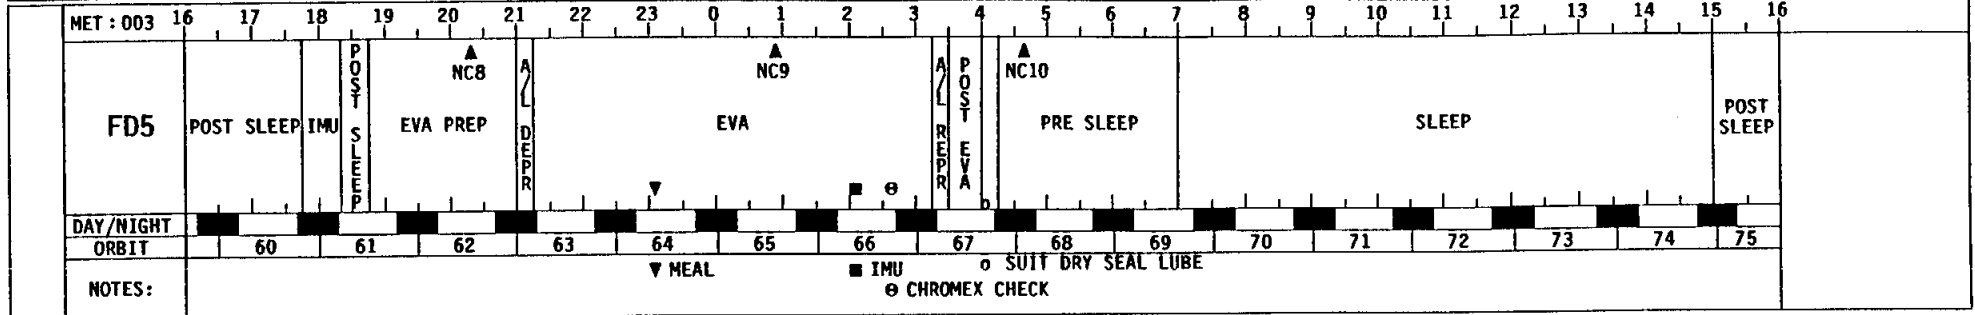 MET:003 16 17 18 19 20 21 22 23 0 1 2 3 4 5 6 7 8 9 10 11 12 13 14 15 16
NC8 NC9 NC10
FD5 POST SLEEP IMU POST SLEEP EVA PREP A/L DEPR EVA A/L REPR POST EVA PRE SLEEP SLEEP POST SLEEP
DAY/NIGHT
ORBIT 60 61 62 63 64 65 66 67 68 69 70 71 72 73 74 75
▼ MEAL ■ IMU o SUIT DRY SEAL LUBE
NOTES: ⊖ CHROMEX CHECK